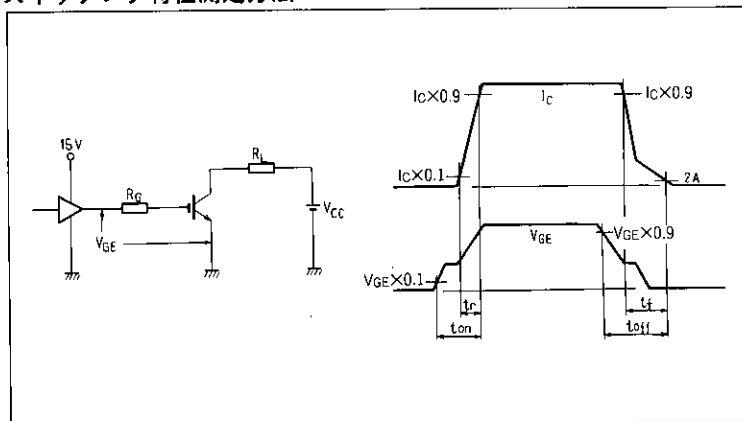 スイッチング特性測定方法
15V
RG
VGE
RL
VCC
IC×0.9
IC
IC×0.9
IC×0.1
2A
VGE
VGE×0.9
VGE×0.1
tr
ton
tf
toff